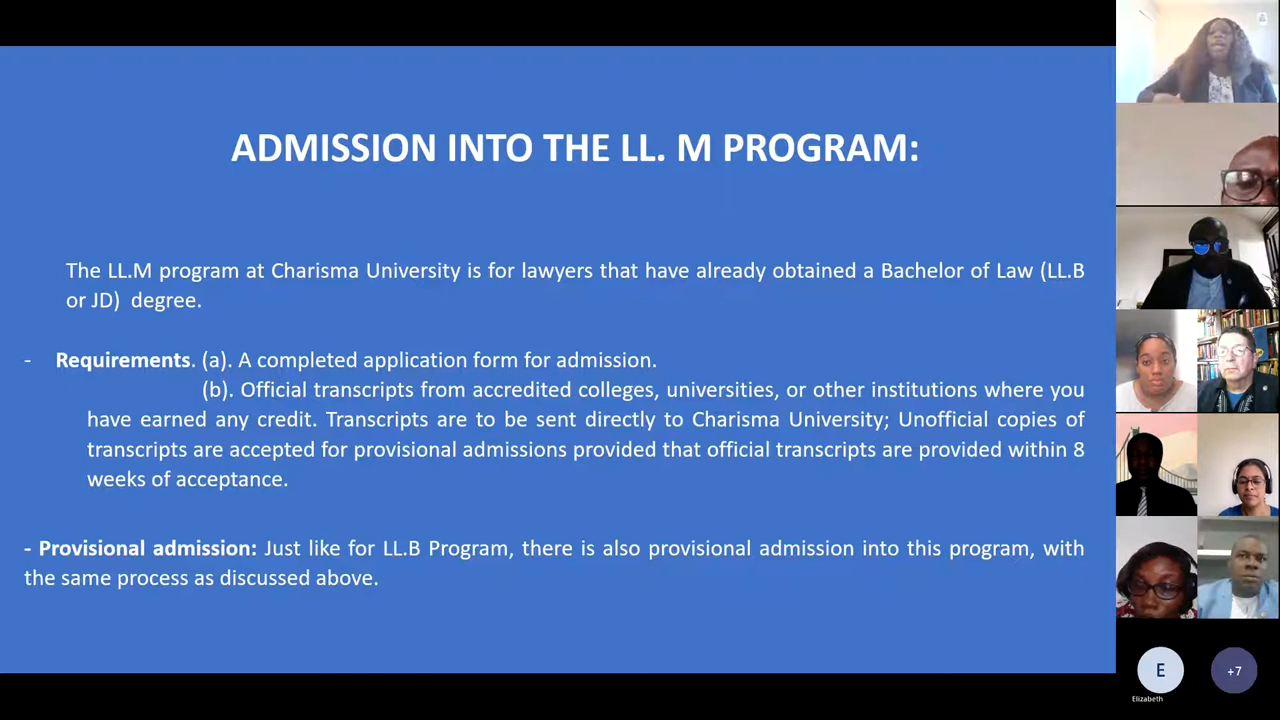 ADMISSION INTO THE LL. M PROGRAM:
The LL.M program at Charisma University is for lawyers that have already obtained a Bachelor of Law (LL.B
or JD) degree.
- Requirements. (a). A completed application form for admission.
(b). Official transcripts from accredited colleges, universities, or other institutions where you
have earned any credit. Transcripts are to be sent directly to Charisma University; Unofficial copies of
transcripts are accepted for provisional admissions provided that official transcripts are provided within 8
weeks of acceptance.
- Provisional admission: Just like for LL.B Program, there is also provisional admission into this program, with
the same process as discussed above.
E
Elizabeth
+7